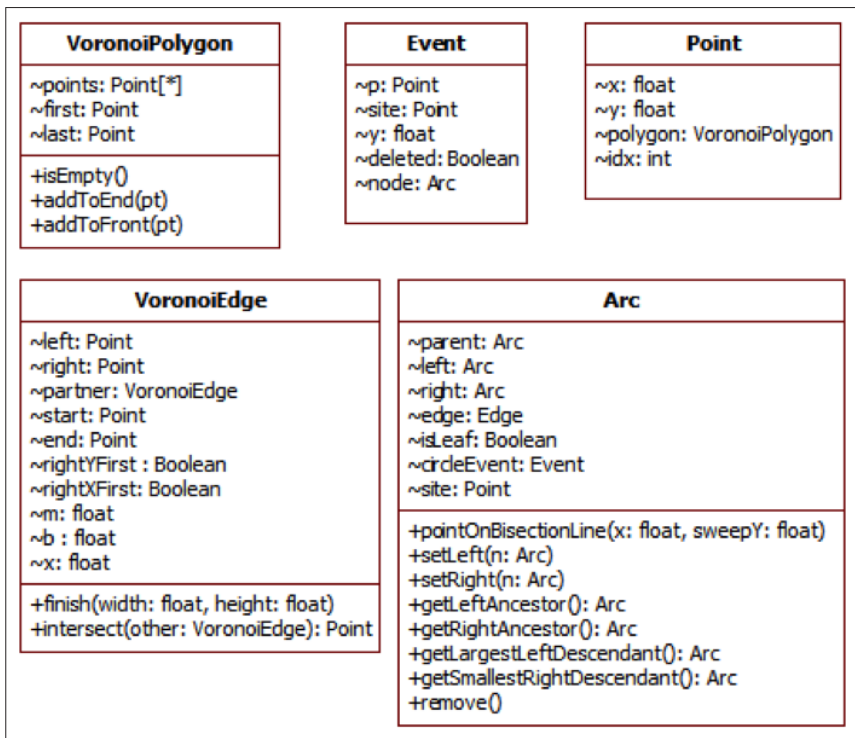 VoronoiPolygon
~points: Point[*]
~first: Point
~last: Point
+isEmpty()
+addToEnd(pt)
+addToFront(pt)
Event
~p: Point
~site: Point
~y: float
~deleted: Boolean
~node: Arc
Point
~x: float
~y: float
~polygon: VoronoiPolygon
~idx: int
VoronoiEdge
~left: Point
~right: Point
~partner: VoronoiEdge
~start: Point
~end: Point
~rightYFirst : Boolean
~rightXFirst: Boolean
~m: float
~b : float
~x: float
+finish(width: float, height: float)
+intersect(other: VoronoiEdge): Point
Arc
~parent: Arc
~left: Arc
~right: Arc
~edge: Edge
~isLeaf: Boolean
~circleEvent: Event
~site: Point
+pointOnBisectionLine(x: float, sweepY: float)
+setLeft(n: Arc)
+setRight(n: Arc)
+getLeftAncestor(): Arc
+getRightAncestor(): Arc
+getLargestLeftDescendant(): Arc
+getSmallestRightDescendant(): Arc
+remove()